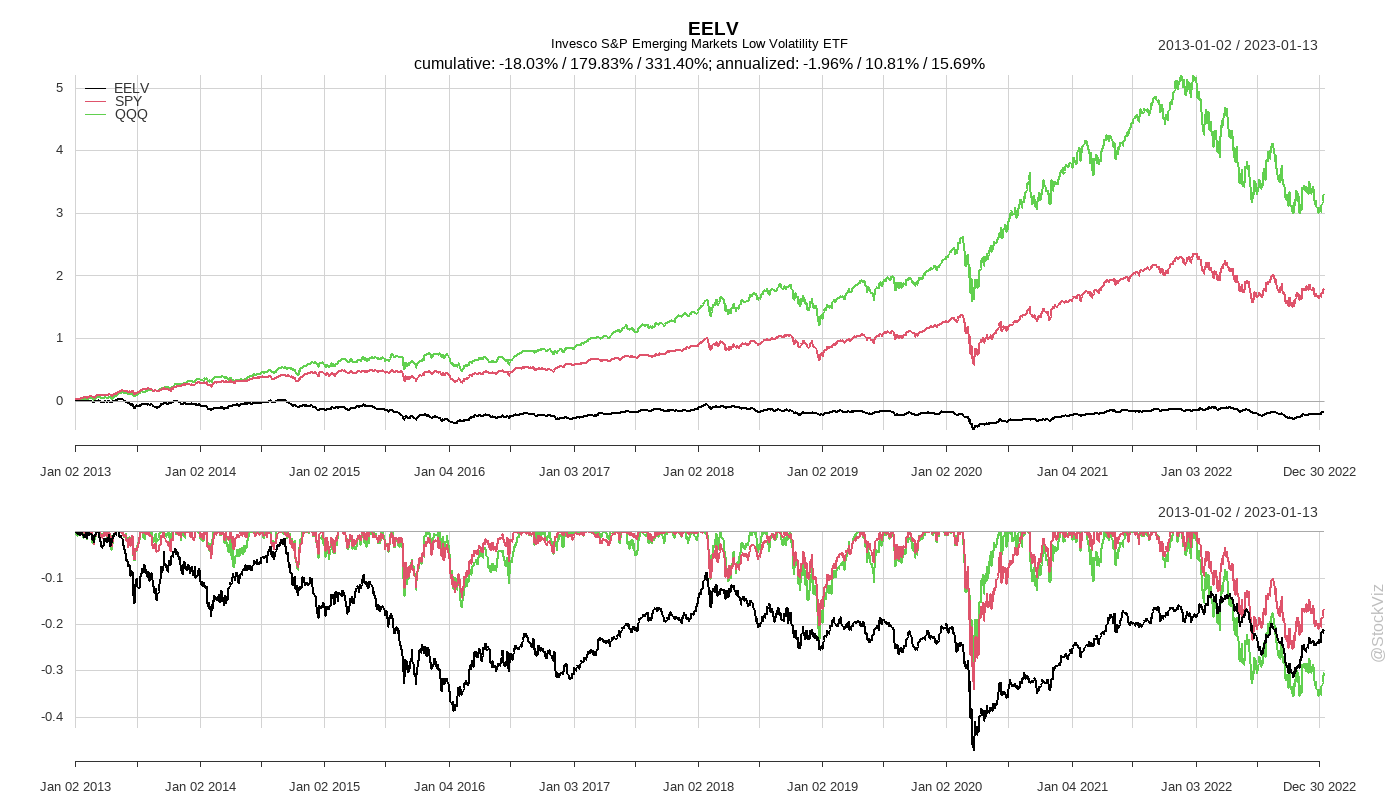 EELV
Invesco S&P Emerging Markets Low Volatility ETF
2013-01-02 / 2023-01-13
cumulative: -18.03% / 179.83% / 331.40%; annualized: -1.96% / 10.81% / 15.69%
EELV
SPY
QQQ
5
4
3
2
1
0
Jan 02 2013 Jan 02 2014 Jan 02 2015 Jan 04 2016 Jan 03 2017 Jan 02 2018 Jan 02 2019 Jan 02 2020 Jan 04 2021 Jan 03 2022 Dec 30 2022
2013-01-02 / 2023-01-13
-0.1
-0.2
-0.3
-0.4
Jan 02 2013 Jan 02 2014 Jan 02 2015 Jan 04 2016 Jan 03 2017 Jan 02 2018 Jan 02 2019 Jan 02 2020 Jan 04 2021 Jan 03 2022 Dec 30 2022
@StockViz